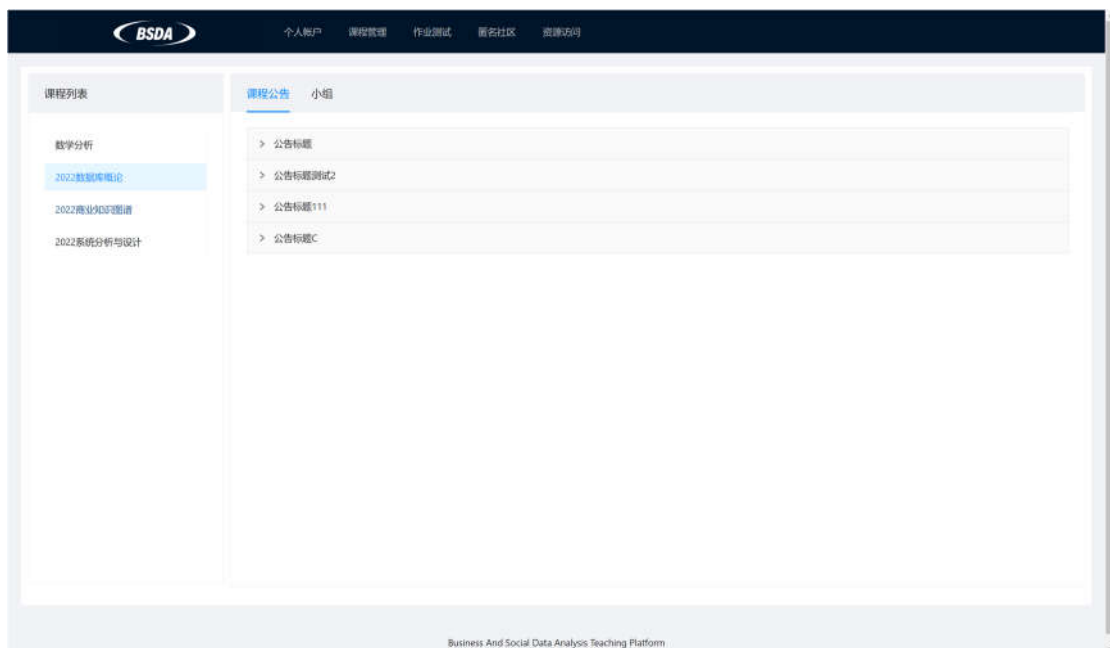 BSDA
个人帐户 课程管理 作业测试 匿名社区 资源访问
课程列表
数学分析
2022数据库概论
2022商业知识图谱
2022系统分析与设计
课程公告 小组
公告标题
公告标题测试2
公告标题111
公告标题C
Business And Social Data Analysis Teaching Platform